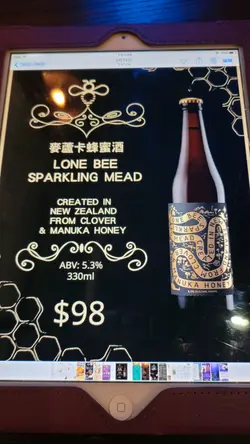 麥蘆卡蜂蜜酒
LONE BEE
SPARKLING MEAD
CREATED IN
NEW ZEALAND
FROM CLOVER
& MANUKA HONEY
ABV: 5.3%
330ml
$98
NUKA HONEY